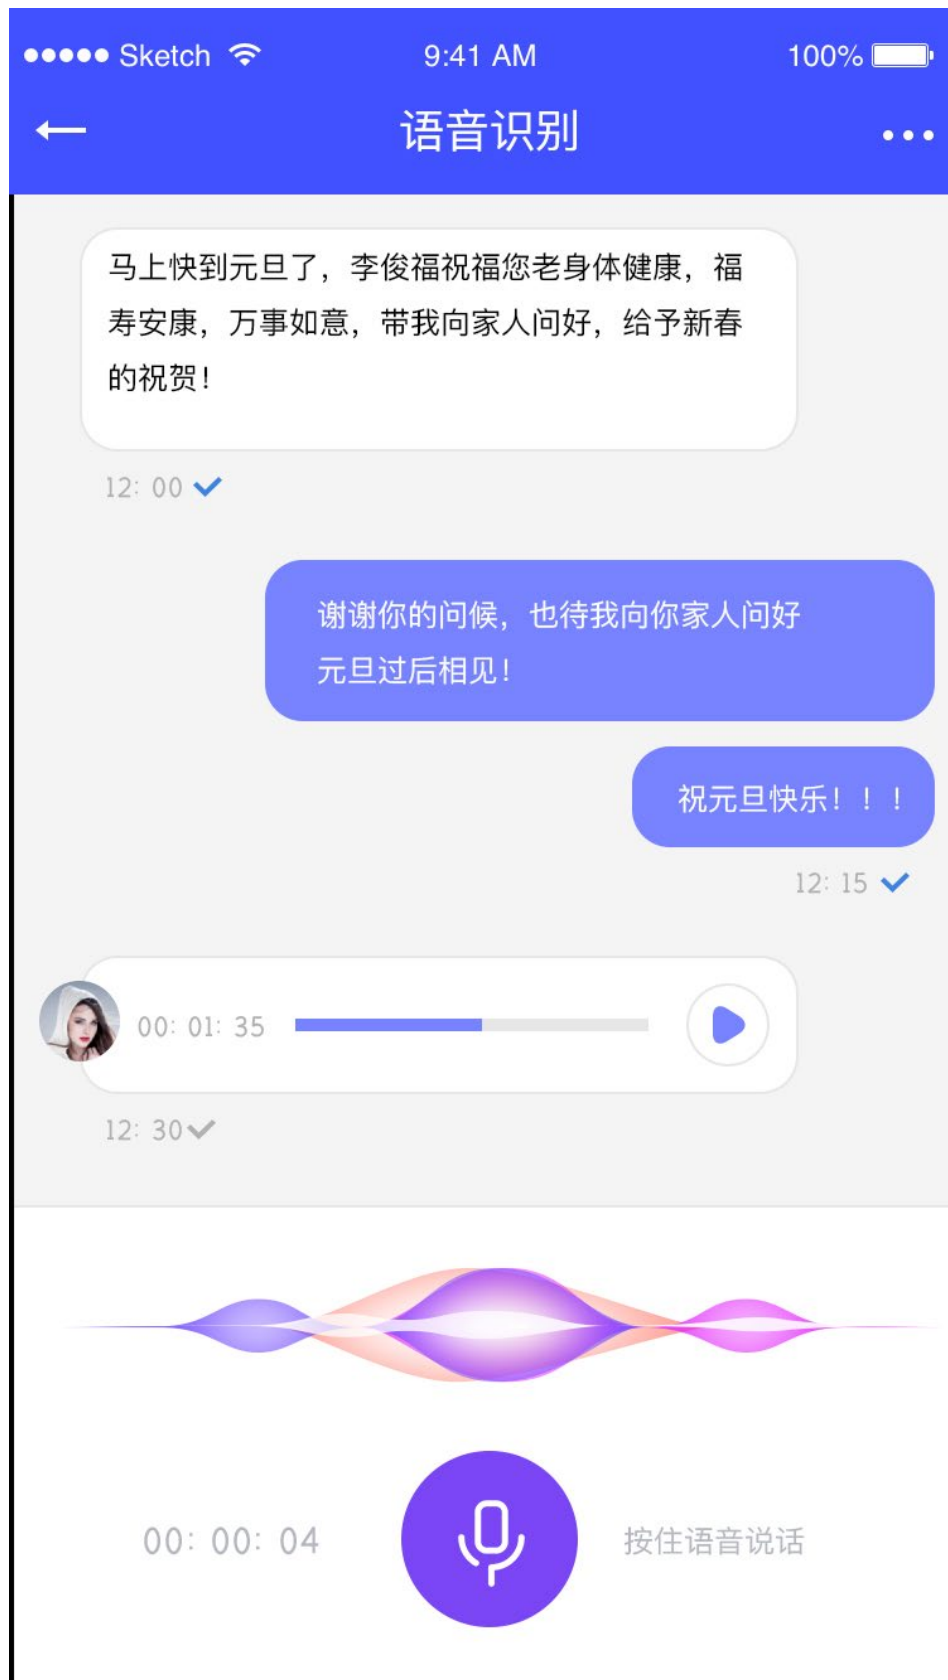 Sketch 9:41 AM 100%
语音识别
马上快到元旦了，李俊福祝福您老身体健康，福
寿安康，万事如意，带我向家人问好，给予新春
的祝贺！
12: 00
谢谢你的问候，也待我向你家人问好
元旦过后相见！
祝元旦快乐！！！
12: 15
00: 01: 35
12: 30
00: 00: 04 按住语音说话